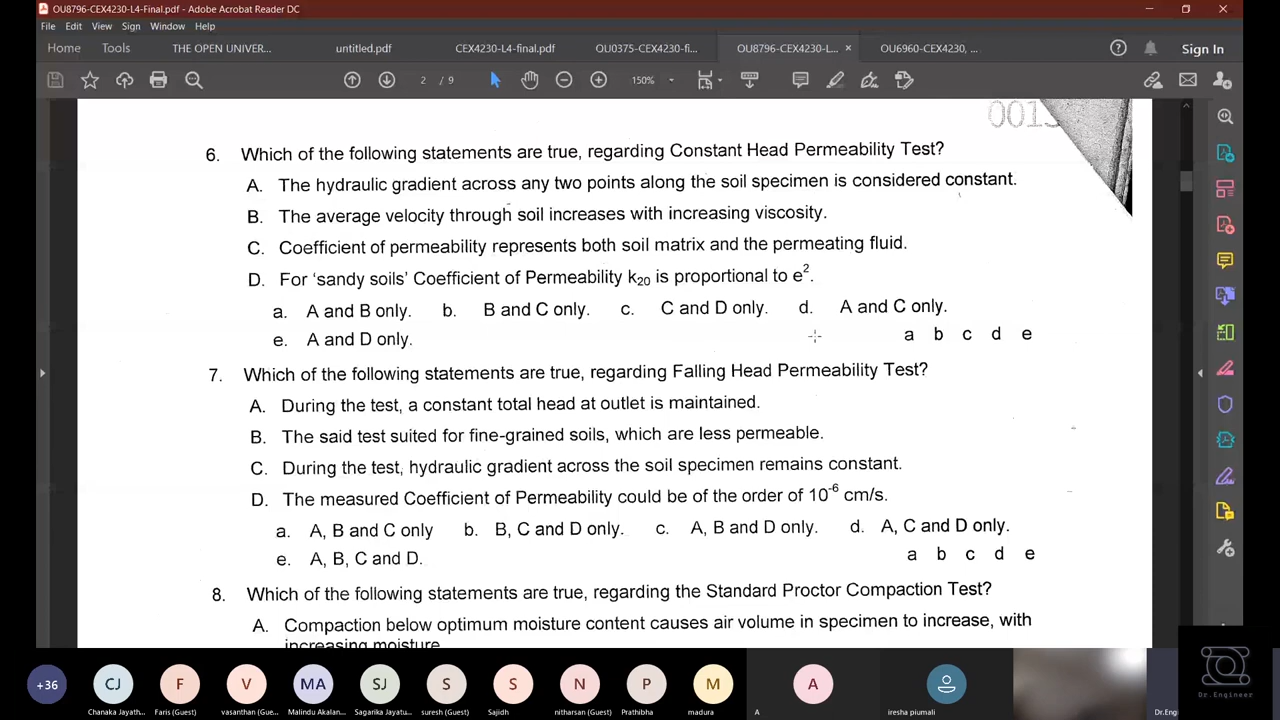 OU8796-CEX4230-L4-Final.pdf - Adobe Acrobat Reader DC
File Edit View Sign Window Help
Home Tools THE OPEN UNIVER... untitled.pdf CEX4230-L4-final.pdf OU0375-CEX4230-fi... OU8796-CEX4230-L... × OU6960-CEX4230, ... Sign In
2 / 9 150%
6. Which of the following statements are true, regarding Constant Head Permeability Test?
A. The hydraulic gradient across any two points along the soil specimen is considered constant.
B. The average velocity through soil increases with increasing viscosity.
C. Coefficient of permeability represents both soil matrix and the permeating fluid.
D. For ‘sandy soils’ Coefficient of Permeability k20 is proportional to e2.
a. A and B only. b. B and C only. c. C and D only. d. A and C only.
e. A and D only. a b c d e
7. Which of the following statements are true, regarding Falling Head Permeability Test?
A. During the test, a constant total head at outlet is maintained.
B. The said test suited for fine-grained soils, which are less permeable.
C. During the test, hydraulic gradient across the soil specimen remains constant.
D. The measured Coefficient of Permeability could be of the order of 10-6 cm/s.
a. A, B and C only b. B, C and D only. c. A, B and D only. d. A, C and D only.
e. A, B, C and D. a b c d e
8. Which of the following statements are true, regarding the Standard Proctor Compaction Test?
A. Compaction below optimum moisture content causes air volume in specimen to increase, with
increasing moisture
+36 CJ F V MA SJ S S N P M A
Chanaka Jayath... Faris (Guest) vasanthan (Gue... Malindu Akalan... Sagarika Jayatu... suresh (Guest) Sajidh nitharsan (Guest) Prathibha madura A iresha piumali Dr.Engi
Dr.Engineer